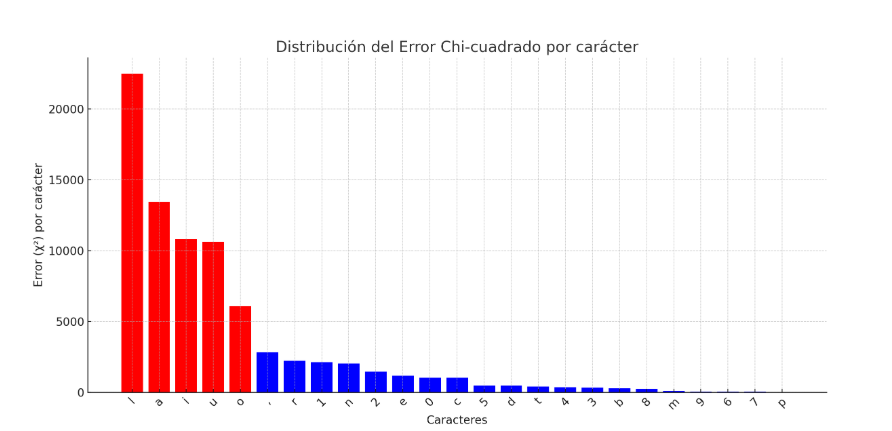 Distribución del Error Chi-cuadrado por carácter
Error (χ²) por carácter
20000
15000
10000
5000
0
l a i u o , r 1 n 2 e 0 c 5 d t 4 3 b 8 m 9 6 7 p
Caracteres